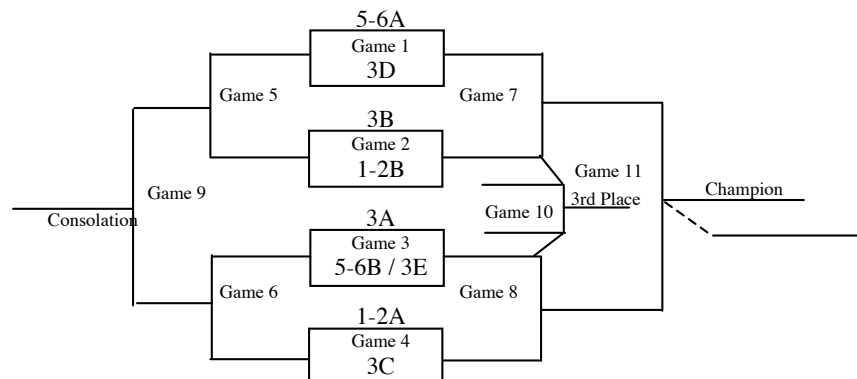 5-6A
Game 1
3D
Game 5
Game 7
3B
Game 2
1-2B
Game 11
Game 9
3rd Place
Champion
Consolation
Game 10
3A
Game 3
5-6B / 3E
Game 6
Game 8
1-2A
Game 4
3C